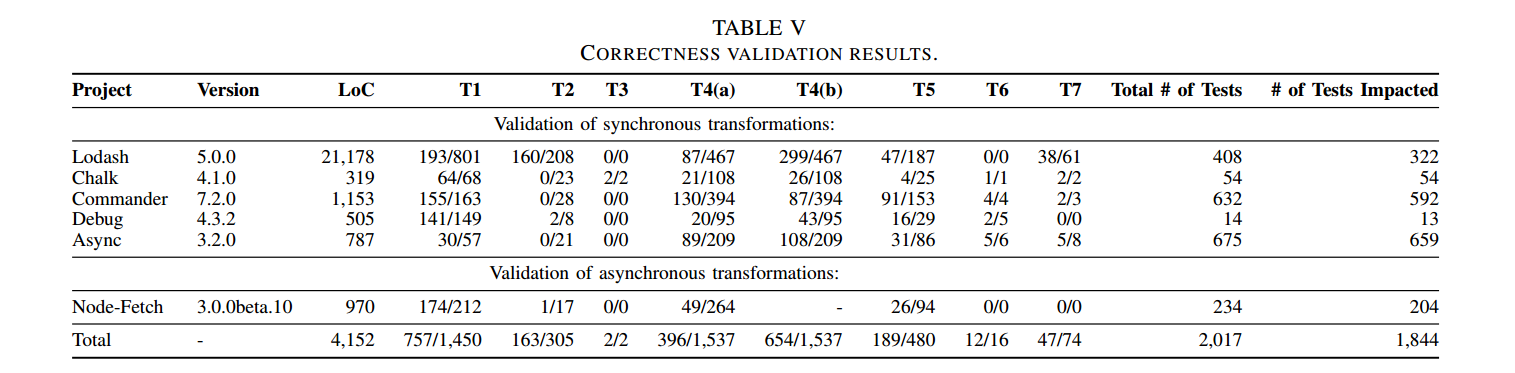 TABLE V
CORRECTNESS VALIDATION RESULTS.
Project Version LoC T1 T2 T3 T4(a) T4(b) T5 T6 T7 Total # of Tests # of Tests Impacted
Validation of synchronous transformations:
Lodash 5.0.0 21,178 193/801 160/208 0/0 87/467 299/467 47/187 0/0 38/61 408 322
Chalk 4.1.0 319 64/68 0/23 2/2 21/108 26/108 4/25 1/1 2/2 54 54
Commander 7.2.0 1,153 155/163 0/28 0/0 130/394 87/394 91/153 4/4 2/3 632 592
Debug 4.3.2 505 141/149 2/8 0/0 20/95 43/95 16/29 2/5 0/0 14 13
Async 3.2.0 787 30/57 0/21 0/0 89/209 108/209 31/86 5/6 5/8 675 659
Validation of asynchronous transformations:
Node-Fetch 3.0.0beta.10 970 174/212 1/17 0/0 49/264 - 26/94 0/0 0/0 234 204
Total - 4,152 757/1,450 163/305 2/2 396/1,537 654/1,537 189/480 12/16 47/74 2,017 1,844